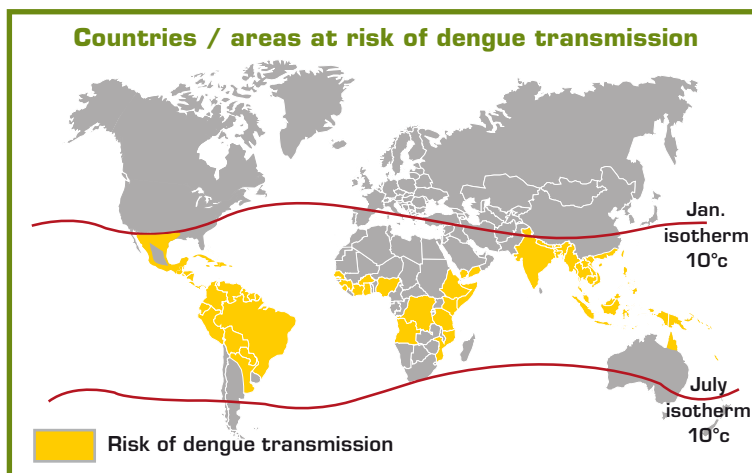 Countries / areas at risk of dengue transmission
Jan.
isotherm
10°c
July
isotherm
10°c
Risk of dengue transmission